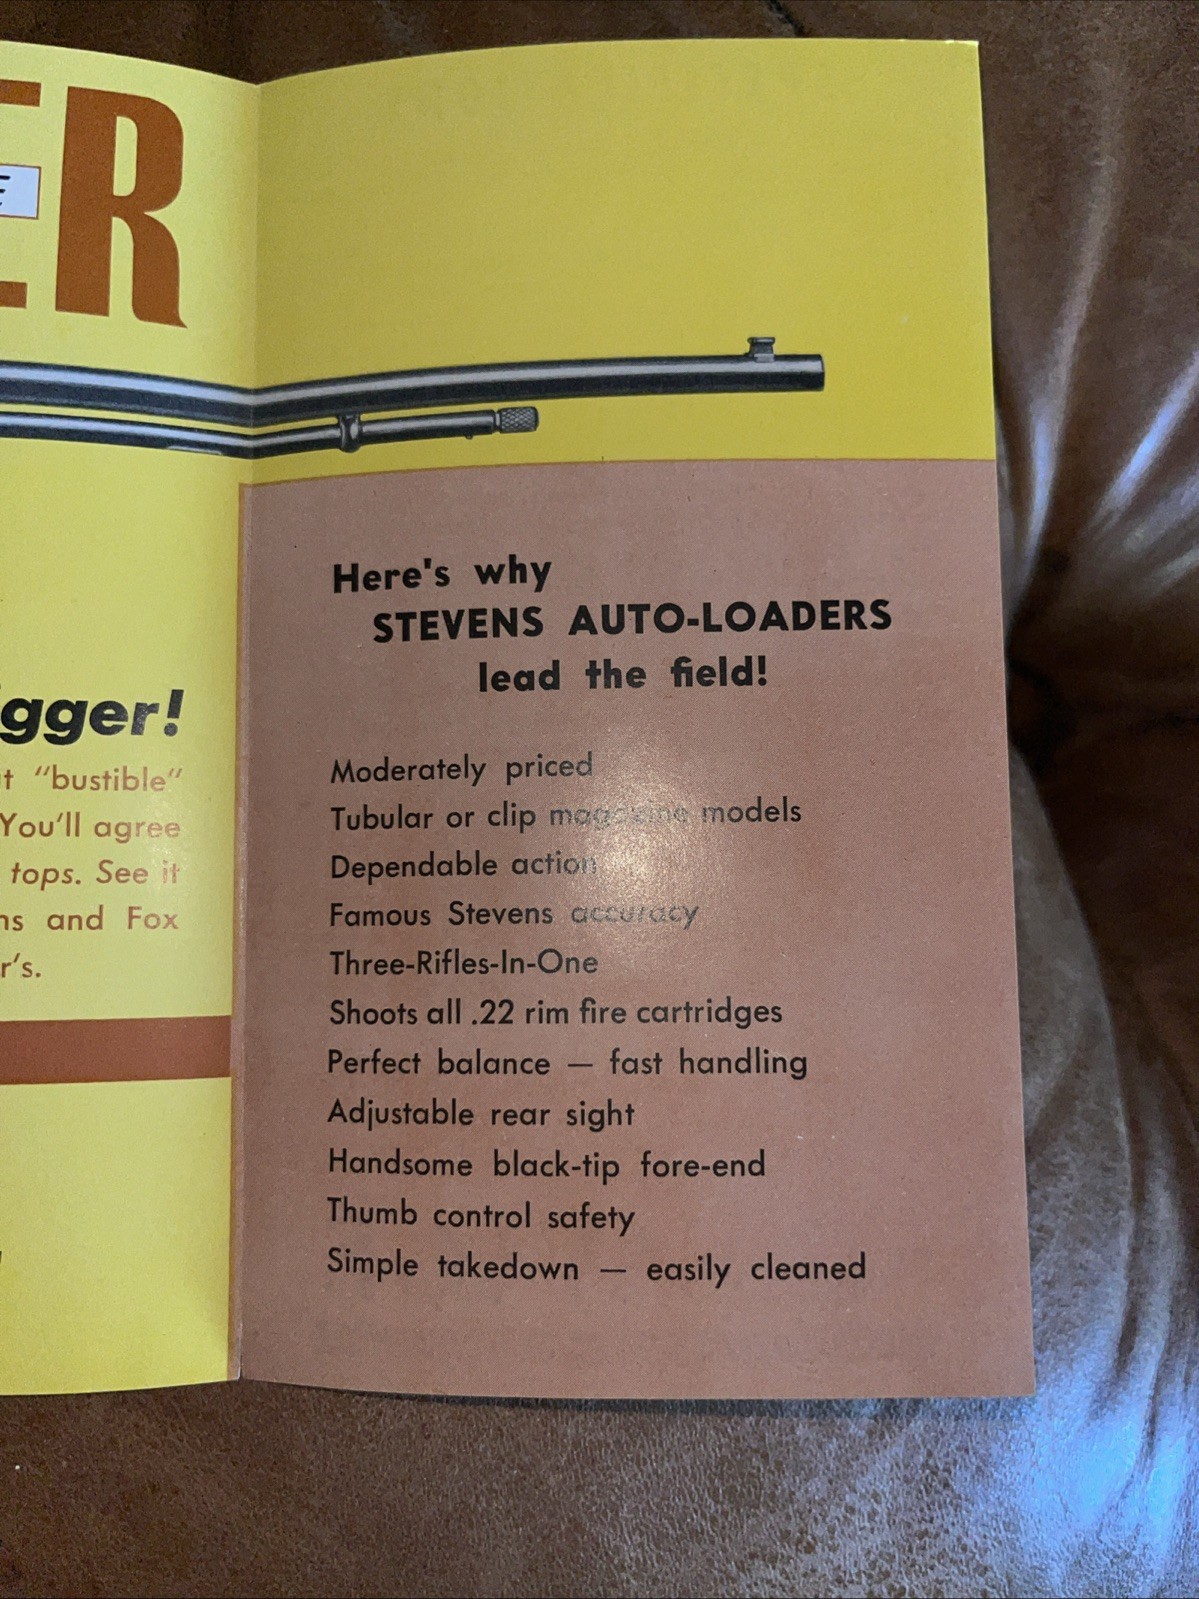 ER
E
gger!
"bustible"
You'll agree
tops. See it
and Fox
r's.
Here's why
STEVENS AUTO-LOADERS
lead the field!
Moderately priced
Tubular or clip magazine models
Dependable action
Famous Stevens accuracy
Three-Rifles-In-One
Shoots all .22 rim fire cartridges
Perfect balance — fast handling
Adjustable rear sight
Handsome black-tip fore-end
Thumb control safety
Simple takedown — easily cleaned